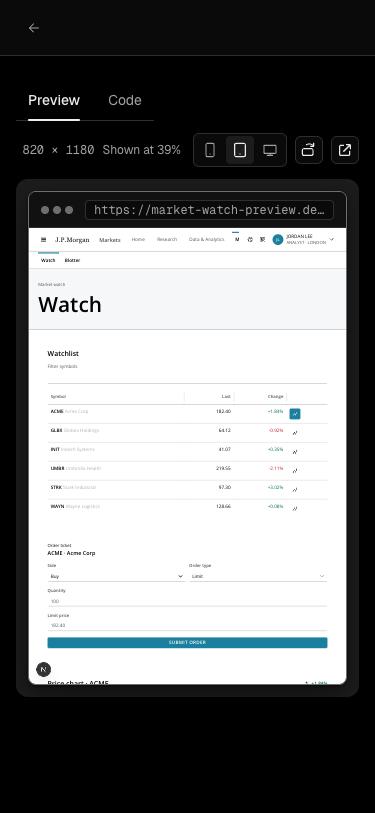 Preview Code
820 × 1180 Shown at 39%
https://market-watch-preview.de…
J.P.Morgan Markets Home Research Data & Analytics M JL JORDAN LEE
ANALYST · LONDON
Watch Blotter
Market watch
Watch
Watchlist
Filter symbols
Symbol Last Change
ACME Acme Corp 182.40 +1.84%
GLBX Globex Holdings 64.12 -0.92%
INIT Initech Systems 41.07 +0.35%
UMBR Umbrella Health 219.55 -2.11%
STRK Stark Industrial 97.30 +3.02%
WAYN Wayne Logistics 128.66 +0.08%
Order ticket
ACME · Acme Corp
Side Order type
Buy Limit
Quantity
100
Limit price
182.40
SUBMIT ORDER
N
Price chart · ACME +1.84%